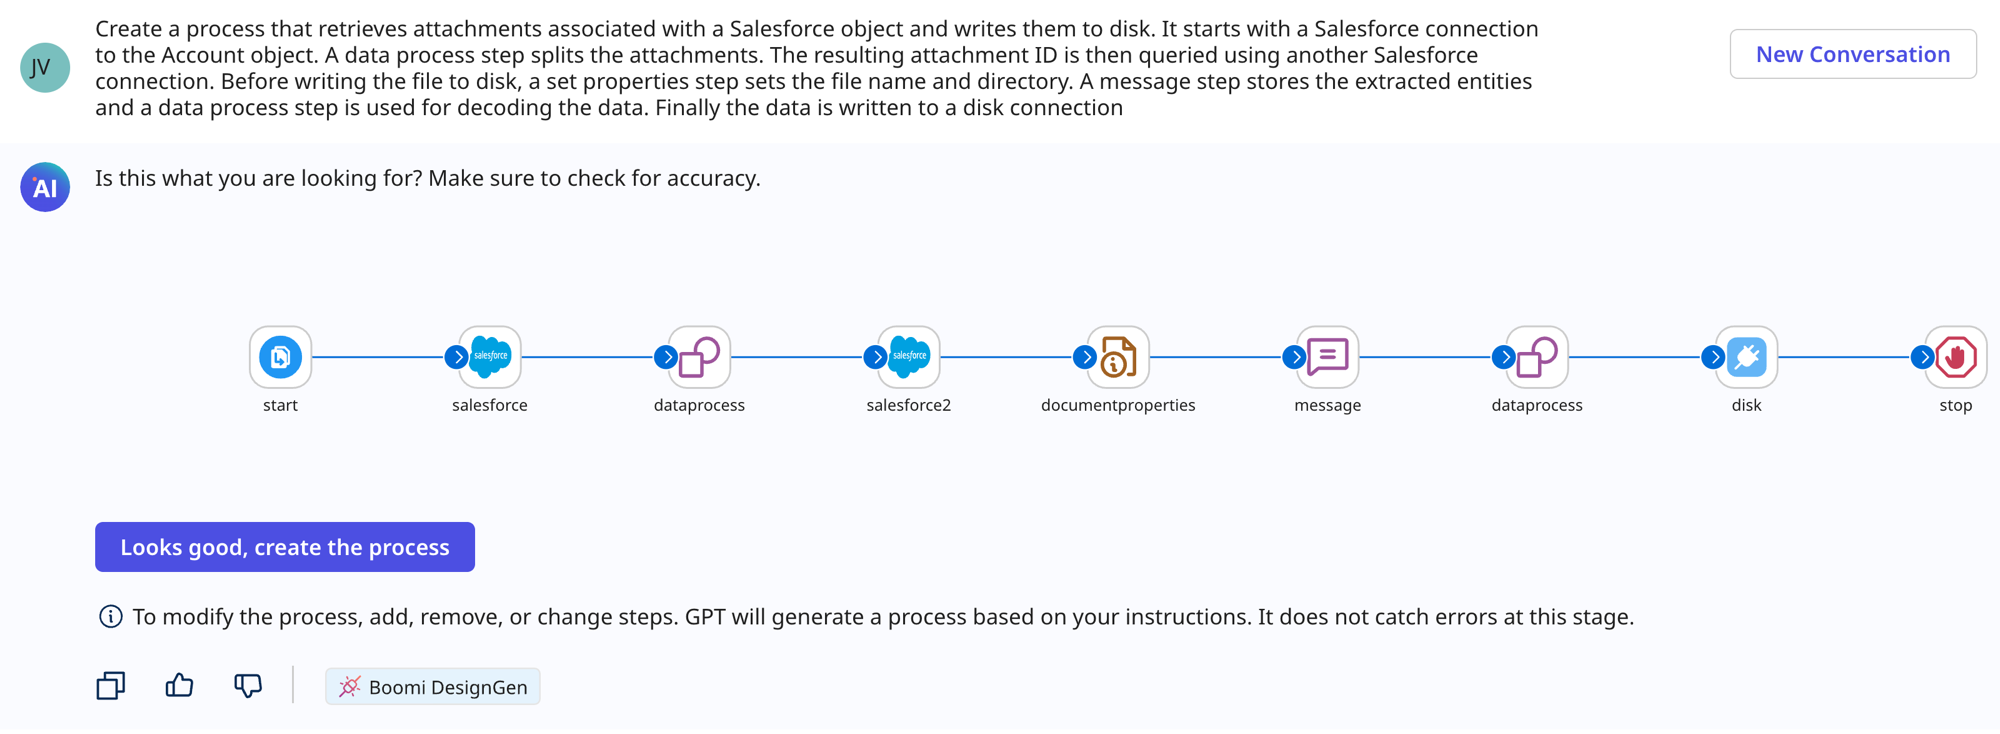 Create a process that retrieves attachments associated with a Salesforce object and writes them to disk. It starts with a Salesforce connection
to the Account object. A data process step splits the attachments. The resulting attachment ID is then queried using another Salesforce
connection. Before writing the file to disk, a set properties step sets the file name and directory. A message step stores the extracted entities
and a data process step is used for decoding the data. Finally the data is written to a disk connection
JV
New Conversation
AI
Is this what you are looking for? Make sure to check for accuracy.
salesforce
salesforce
start
salesforce
dataprocess
salesforce2
documentproperties
message
dataprocess
disk
stop
Looks good, create the process
To modify the process, add, remove, or change steps. GPT will generate a process based on your instructions. It does not catch errors at this stage.
Boomi DesignGen